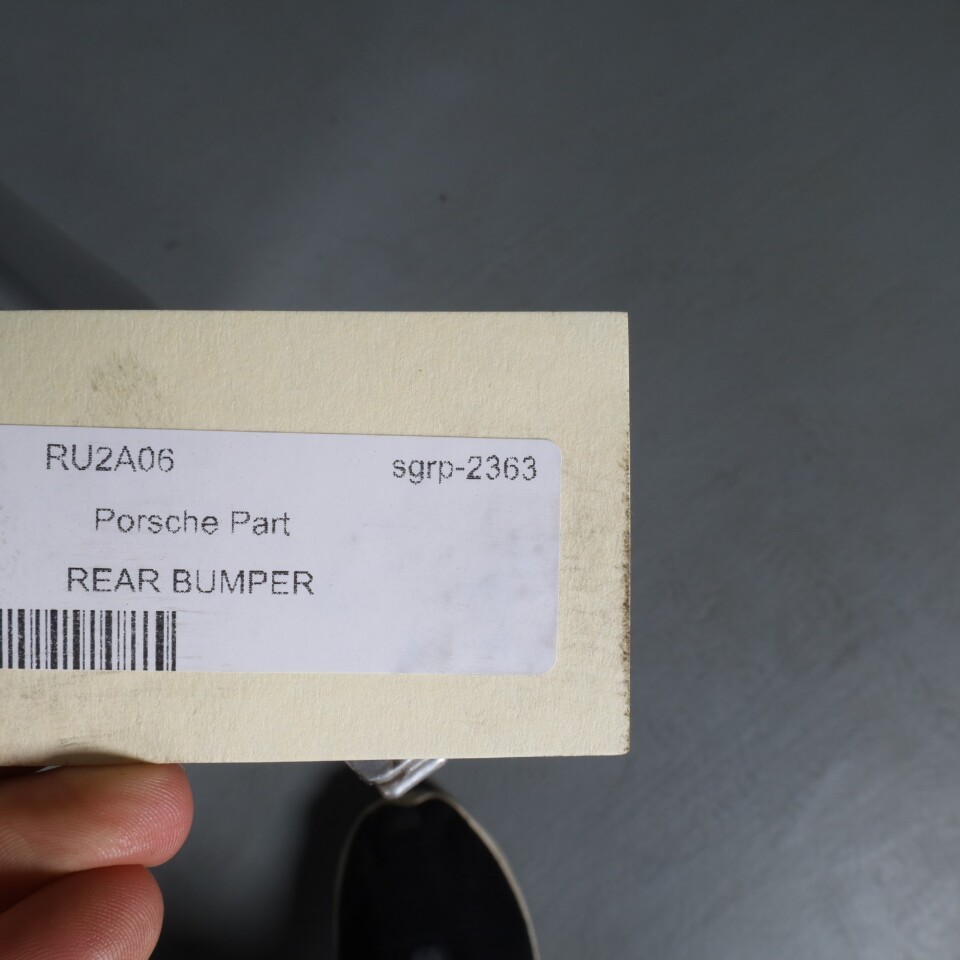 RU2A06 sgrp-2363
Porsche Part
REAR BUMPER